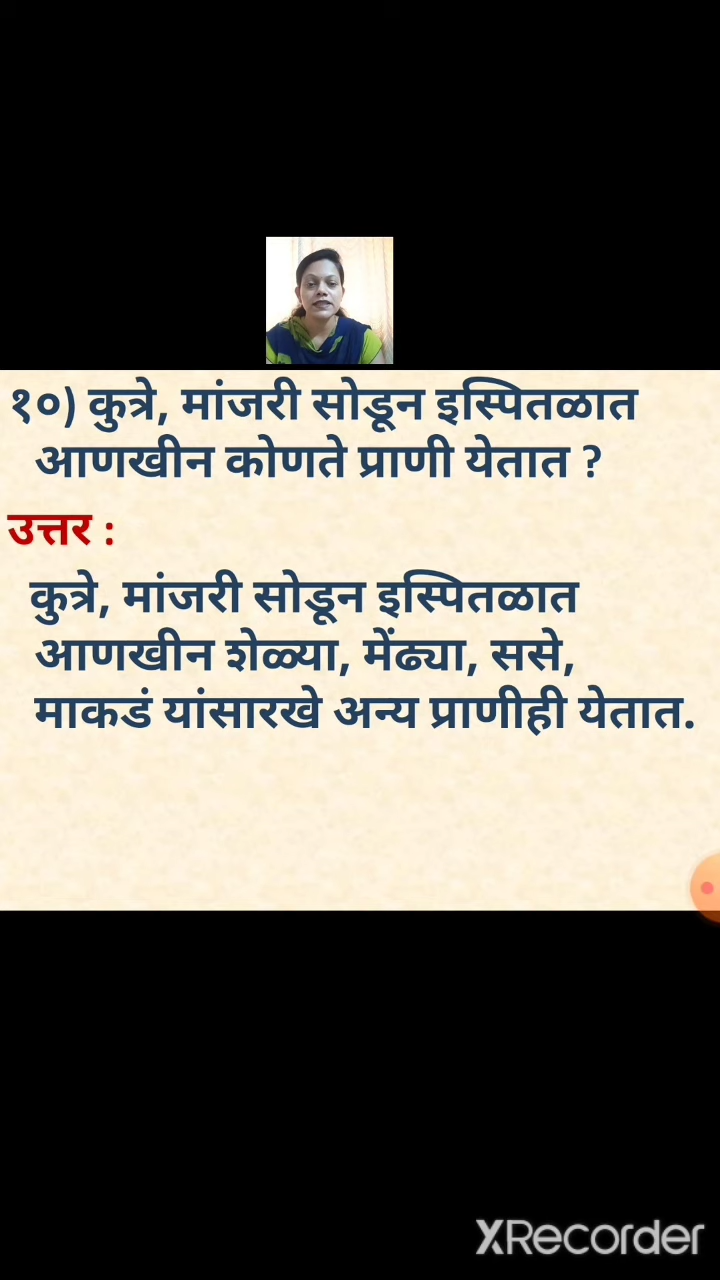 १०) कुत्रे, मांजरी सोडून इस्पितळात
आणखीन कोणते प्राणी येतात ?
उत्तर :
कुत्रे, मांजरी सोडून इस्पितळात
आणखीन शेळ्या, मेंढ्या, ससे,
माकडं यांसारखे अन्य प्राणीही येतात.
XRecorder